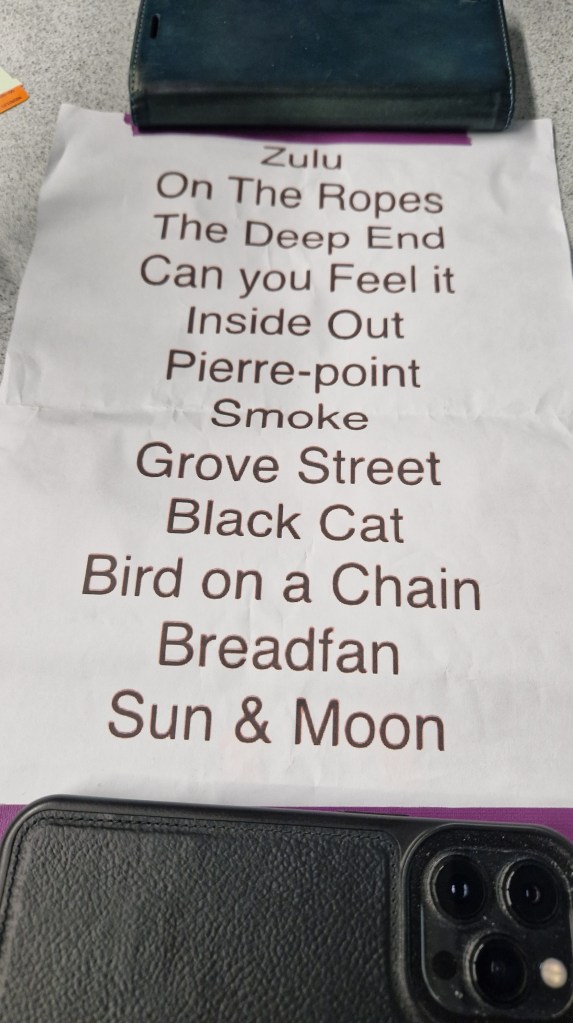 Zulu
On The Ropes
The Deep End
Can you Feel it
Inside Out
Pierre-point
Smoke
Grove Street
Black Cat
Bird on a Chain
Breadfan
Sun & Moon